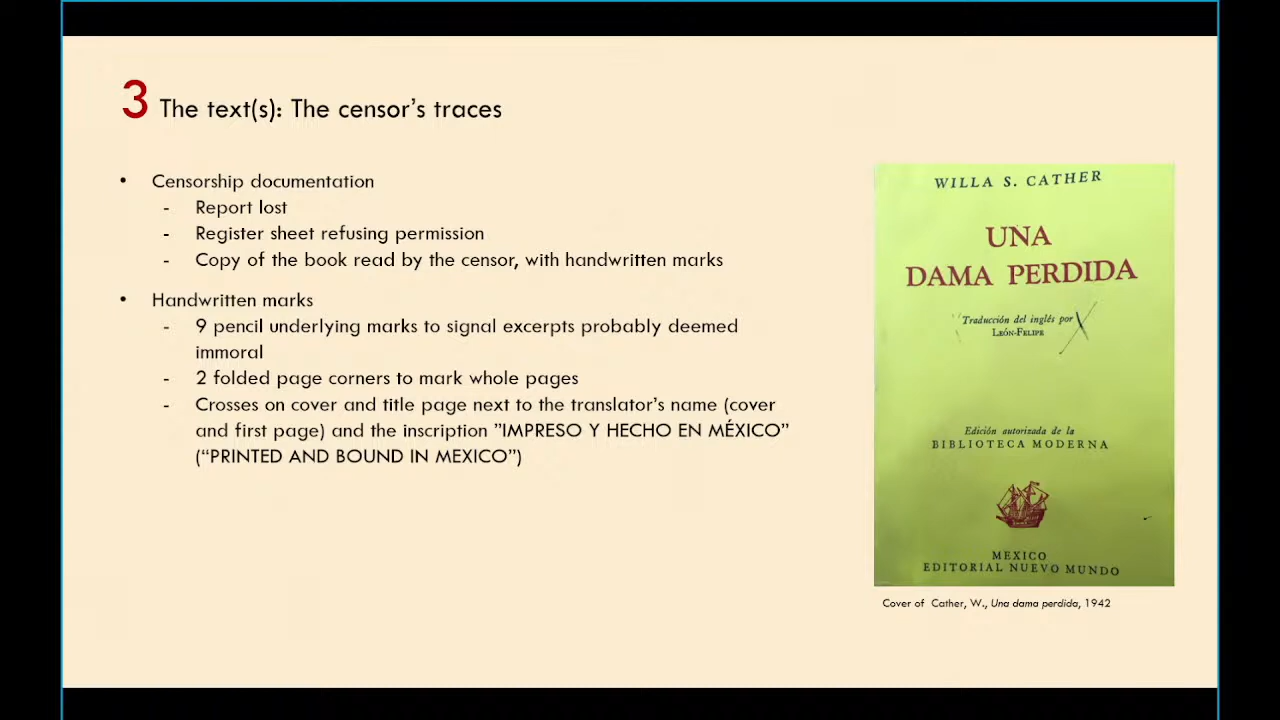 3 The text(s): The censor's traces
• Censorship documentation
- Report lost
- Register sheet refusing permission
- Copy of the book read by the censor, with handwritten marks
• Handwritten marks
- 9 pencil underlying marks to signal excerpts probably deemed
immoral
- 2 folded page corners to mark whole pages
- Crosses on cover and title page next to the translator's name (cover
and first page) and the inscription ”IMPRESO Y HECHO EN MÉXICO”
(“PRINTED AND BOUND IN MEXICO”)
WILLA S. CATHER
UNA
DAMA PERDIDA
Traducción del inglés por
LEÓN-FELIPE
Edición autorizada de la
BIBLIOTECA MODERNA
MEXICO
EDITORIAL NUEVO MUNDO
Cover of Cather, W., Una dama perdida, 1942